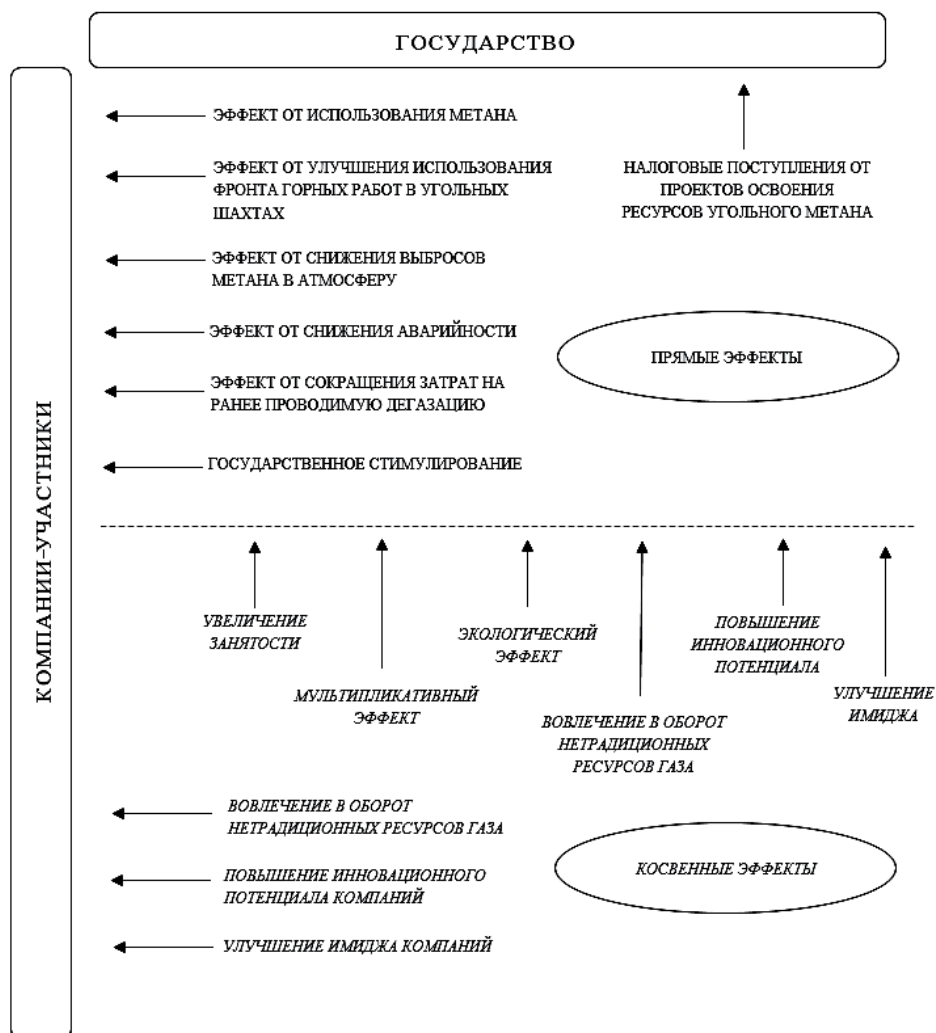 ГОСУДАРСТВО
КОМПАНИИ-УЧАСТНИКИ
ЭФФЕКТ ОТ ИСПОЛЬЗОВАНИЯ МЕТАНА
ЭФФЕКТ ОТ УЛУЧШЕНИЯ ИСПОЛЬЗОВАНИЯ
ФРОНТА ГОРНЫХ РАБОТ В УГОЛЬНЫХ
ШАХТАХ
НАЛОГОВЫЕ ПОСТУПЛЕНИЯ ОТ
ПРОЕКТОВ ОСВОЕНИЯ
РЕСУРСОВ УГОЛЬНОГО МЕТАНА
ЭФФЕКТ ОТ СНИЖЕНИЯ ВЫБРОСОВ
МЕТАНА В АТМОСФЕРУ
ЭФФЕКТ ОТ СНИЖЕНИЯ АВАРИЙНОСТИ
ПРЯМЫЕ ЭФФЕКТЫ
ЭФФЕКТ ОТ СОКРАЩЕНИЯ ЗАТРАТ НА
РАНЕЕ ПРОВОДИМУЮ ДЕГАЗАЦИЮ
ГОСУДАРСТВЕННОЕ СТИМУЛИРОВАНИЕ
УВЕЛИЧЕНИЕ
ЗАНЯТОСТИ
МУЛЬТИПЛИКАТИВНЫЙ
ЭФФЕКТ
ЭКОЛОГИЧЕСКИЙ
ЭФФЕКТ
ВОВЛЕЧЕНИЕ В ОБОРОТ
НЕТРАДИЦИОННЫХ
РЕСУРСОВ ГАЗА
ПОВЫШЕНИЕ
ИННОВАЦИОННОГО
ПОТЕНЦИАЛА
УЛУЧШЕНИЕ
ИМИДЖА
ВОВЛЕЧЕНИЕ В ОБОРОТ
НЕТРАДИЦИОННЫХ РЕСУРСОВ ГАЗА
ПОВЫШЕНИЕ ИННОВАЦИОННОГО
ПОТЕНЦИАЛА КОМПАНИЙ
КОСВЕННЫЕ ЭФФЕКТЫ
УЛУЧШЕНИЕ ИМИДЖА КОМПАНИЙ